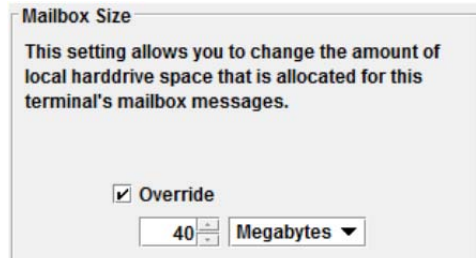 Mailbox Size
This setting allows you to change the amount of
local harddrive space that is allocated for this
terminal's mailbox messages.
Override
40 Megabytes